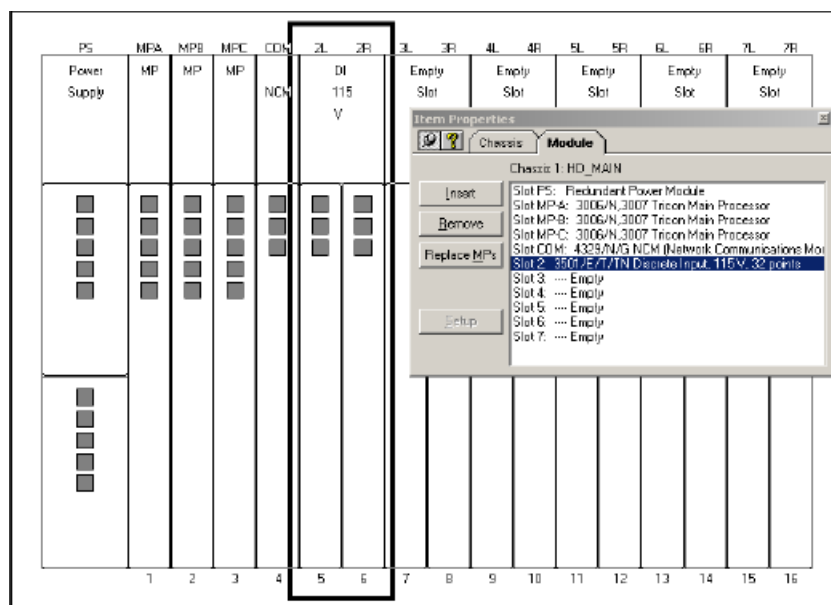 PS MPA MPB MPC COM 2L 2R 3L 3R 4L 4R 5L 5R 6L 6R 7L 7R
Power MP MP MP DI Empty Empty Empty Empty Empty
Supply NCM 115 Slot Slot Slot Slot Slot
V
Item Properties
Chassis Module
Chassis 1: HD_MAIN
Insert
Remove
Replace MPs
Setup
Slot PS: Redundant Power Module
Slot MP-A: 3006/N,3007 Tricon Main Processor
Slot MP-B: 3006/N,3007 Tricon Main Processor
Slot MP-C: 3006/N,3007 Tricon Main Processor
Slot COM: 4329/N/G NCM (Network Communications Mo
Slot 2: 3501/E/T/TN Discrete Input, 115 V, 32 points
Slot 3: --- Empty
Slot 4: --- Empty
Slot 5: --- Empty
Slot 6: --- Empty
Slot 7: --- Empty
1 2 3 4 5 6 7 8 9 10 11 12 13 14 15 16